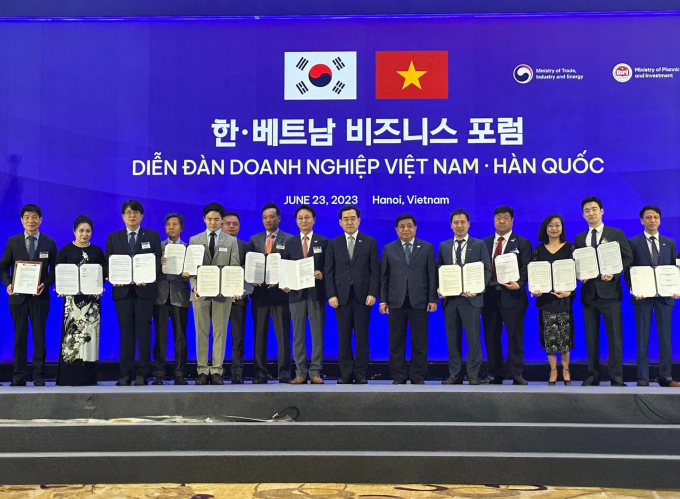 Ministry of Trade,
Industry and Energy
Ministry of Plannin
and Investment
한·베트남 비즈니스 포럼
DIỄN ĐÀN DOANH NGHIỆP VIỆT NAM · HÀN QUỐC
JUNE 23, 2023 Hanoi, Vietnam